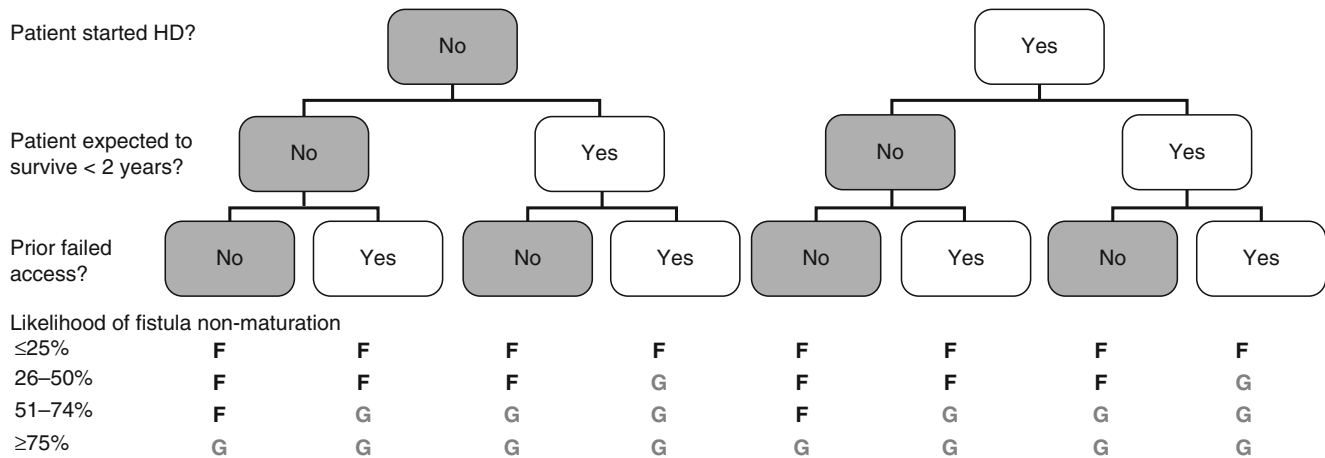 Patient started HD?
No Yes
Patient expected to
survive < 2 years?
No Yes No Yes
Prior failed
access?
No Yes No Yes No Yes No Yes
Likelihood of fistula non-maturation
≤25% F F F F F F F F
26–50% F F F G F F F G
51–74% F G G G F G G G
≥75% G G G G G G G G